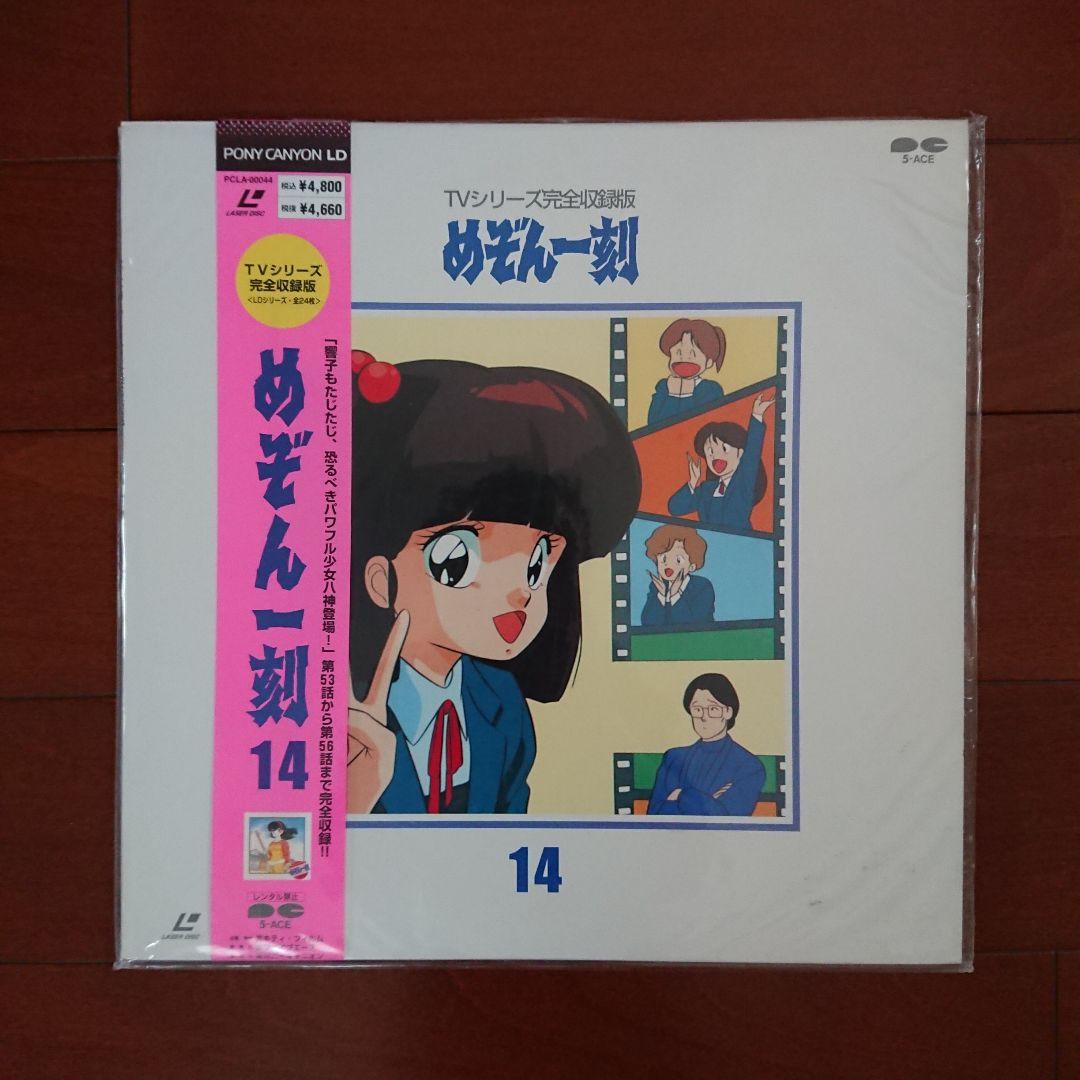 PONY CANYON LD
PCLA-00044
税込 ¥4,800
税抜 ¥4,660
LASER DISC
TVシリーズ
完全収録版
<LDシリーズ・全24枚>
めぞん一刻
14
「響子もたじたじ、恐るべきパワフル少女八神登場!」第53話から第56話まで完全収録!!
レンタル禁止
5-ACE
LASER DISC
5-ACE
TVシリーズ完全収録版
めぞん一刻
14